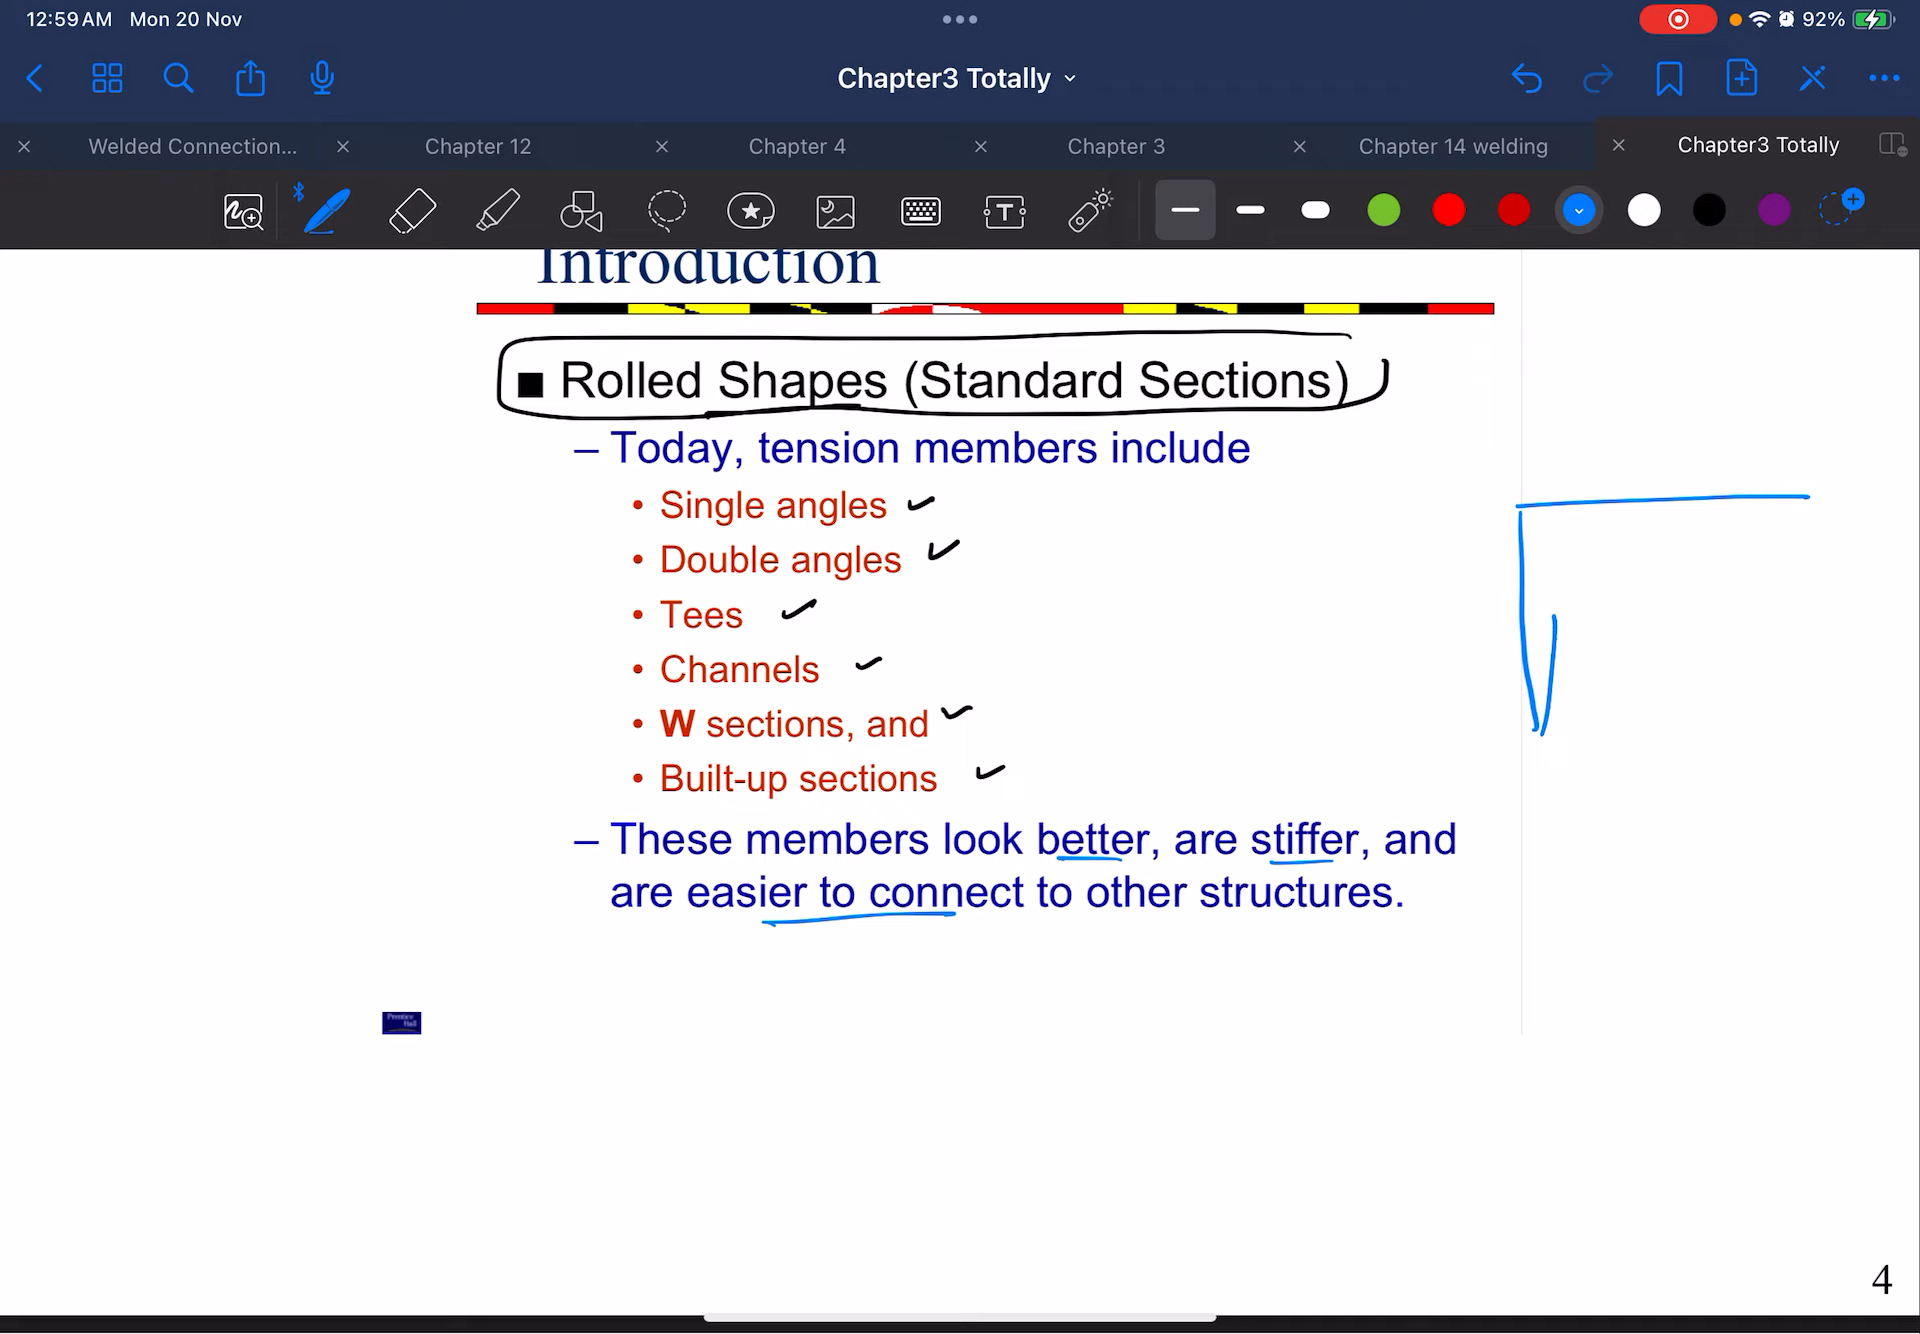 12:59 AM Mon 20 Nov
92%
Chapter3 Totally
Welded Connection... Chapter 12 Chapter 4 Chapter 3 Chapter 14 welding Chapter3 Totally
Introduction
■ Rolled Shapes (Standard Sections)
– Today, tension members include
• Single angles
• Double angles
• Tees
• Channels
• W sections, and
• Built-up sections
– These members look better, are stiffer, and
are easier to connect to other structures.
Prentice
Hall
4